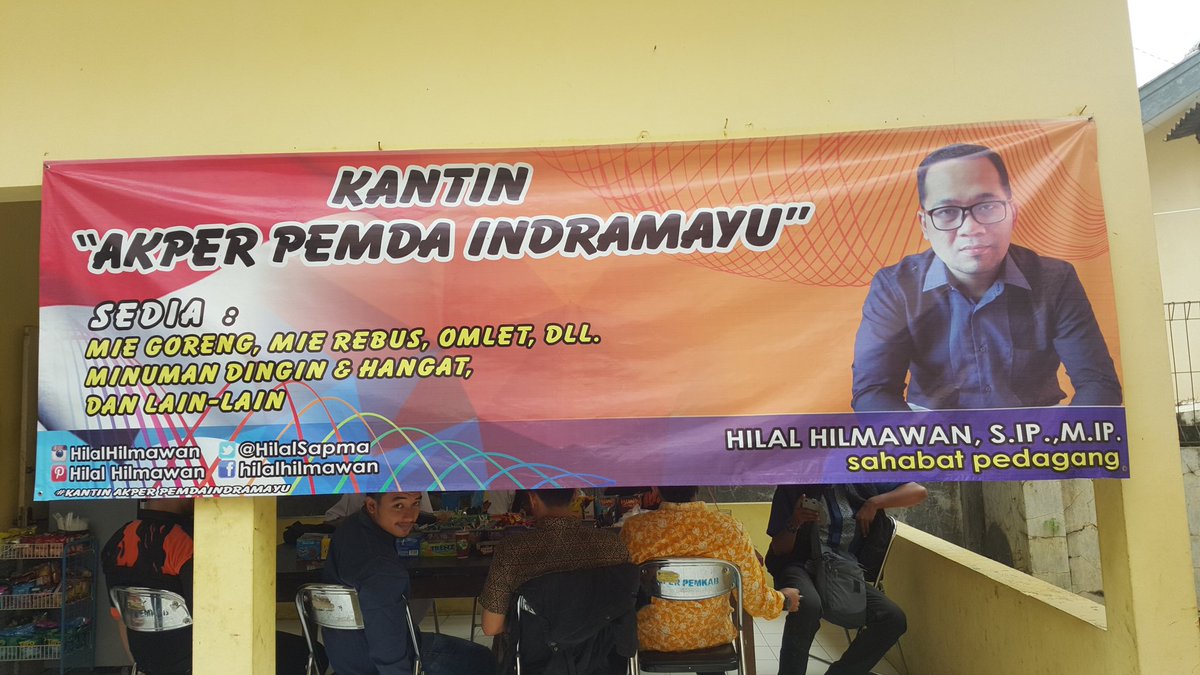 KANTIN
"AKPER PEMDA INDRAMAYU"
SEDIA :
MIE GORENG, MIE REBUS, OMLET, DLL.
MINUMAN DINGIN & HANGAT,
DAN LAIN-LAIN
HilalHilmawan
@HilalSapma
Hilal Hilmawan
hilalhilmawan
#KANTIN AKPER PEMDAINDRAMAYU
HILAL HILMAWAN, S.IP.,M.IP.
sahabat pedagang
PEMKAB